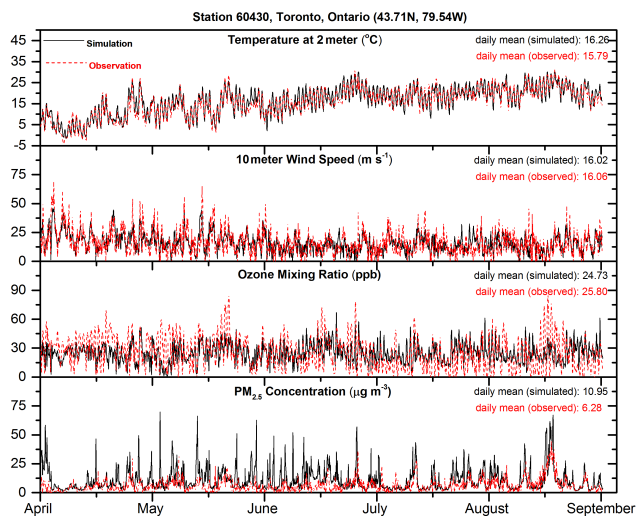 Station 60430, Toronto, Ontario (43.71N, 79.54W)
Temperature at 2 meter (°C)
Simulation
Observation
daily mean (simulated): 16.26
daily mean (observed): 15.79
45
35
25
15
5
-5
10 meter Wind Speed (m s⁻¹)
daily mean (simulated): 16.02
daily mean (observed): 16.06
75
50
25
0
Ozone Mixing Ratio (ppb)
daily mean (simulated): 24.73
daily mean (observed): 25.80
90
60
30
0
PM₂.₅ Concentration (µg m⁻³)
daily mean (simulated): 10.95
daily mean (observed): 6.28
75
50
25
0
April May June July August September